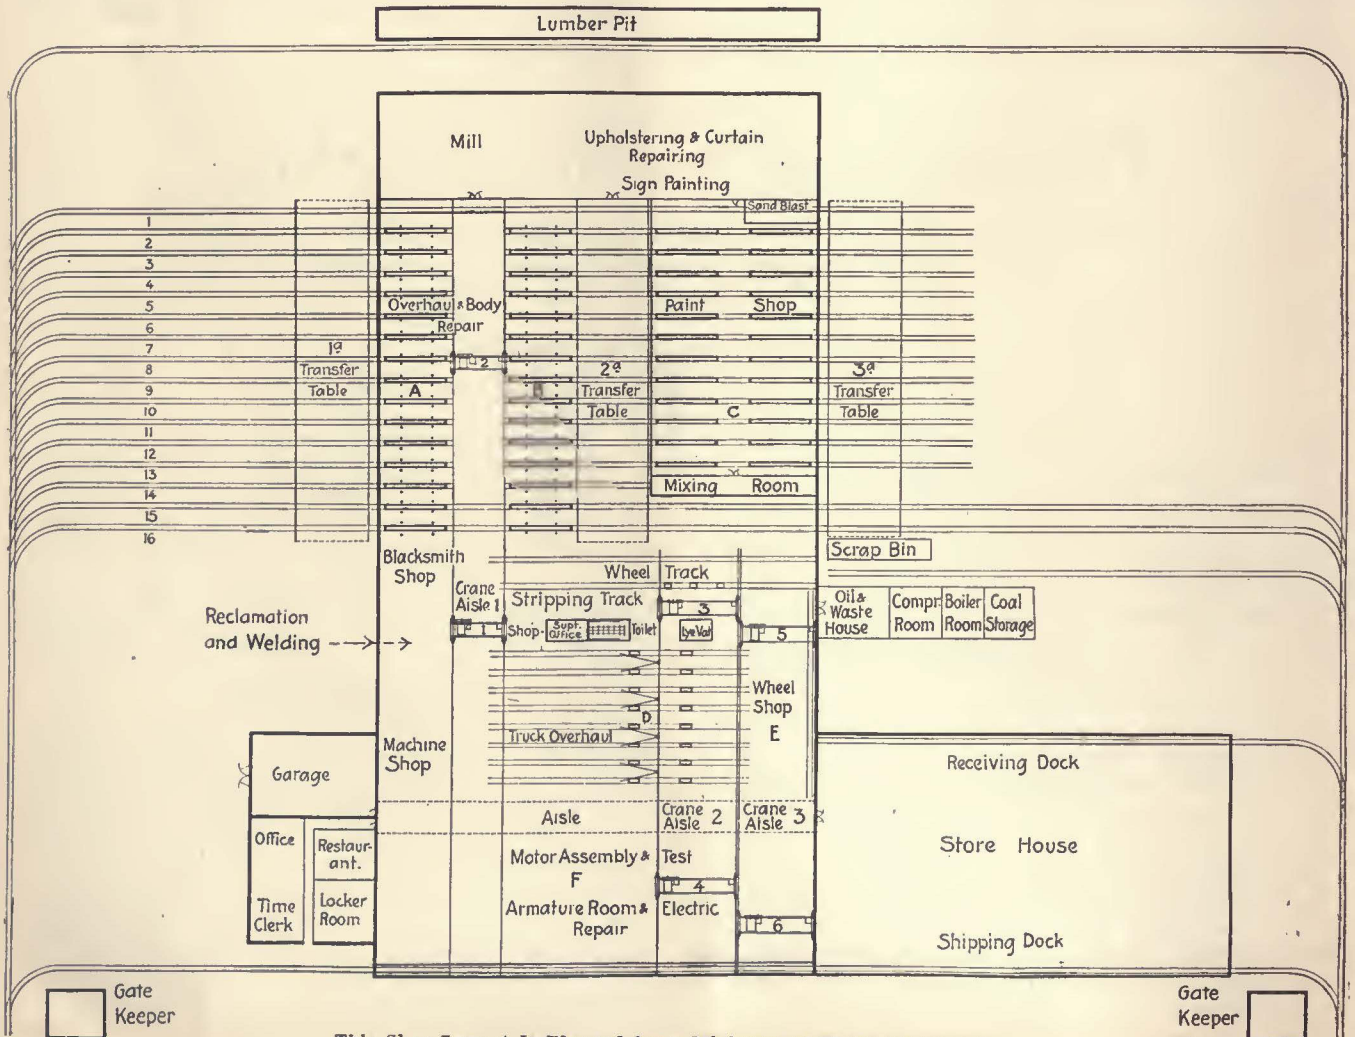 Lumber Pit
Mill
Upholstering & Curtain
Repairing
Sign Painting
Sand Blast
1
2
3
4
5
6
7
8
9
10
11
12
13
14
15
16
1ª
Transfer
Table
Overhaul & Body
Repair
2
A
B
2ª
Transfer
Table
Paint Shop
C
Mixing Room
3ª
Transfer
Table
Scrap Bin
Blacksmith
Shop
Crane
Aisle 1
1
Wheel Track
Stripping Track
3
Shop-
Supt.
Office
Toilet
Lye Vat
5
Oil &
Waste
House
Compr.
Room
Boiler
Room
Coal
Storage
Reclamation
and Welding
Wheel
Shop
E
D
Truck Overhaul
Machine
Shop
Garage
Receiving Dock
Aisle
Crane
Aisle 2
Crane
Aisle 3
Office
Restaur-
ant.
Time
Clerk
Locker
Room
Motor Assembly & Test
F
4
Armature Room & Electric
Repair
6
Store House
Shipping Dock
Gate
Keeper
Gate
Keeper